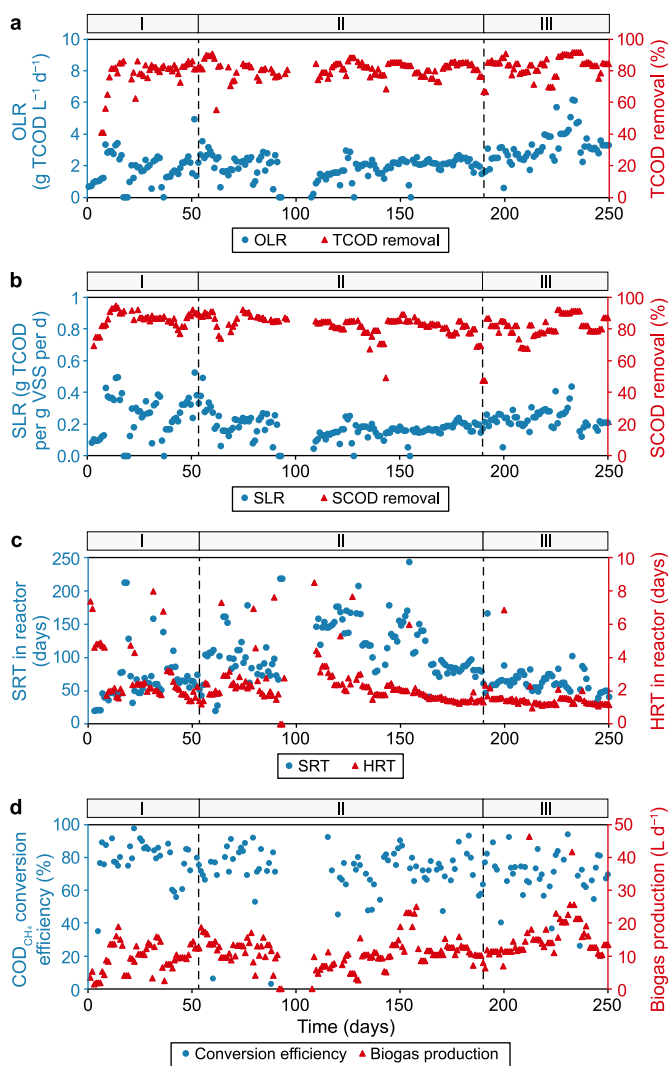 a
I II III
10 100
8 80
6 60
4 40
2 20
0 0
OLR
(g TCOD L⁻¹ d⁻¹)
TCOD removal (%)
0 50 100 150 200 250
OLR TCOD removal
b
I II III
1 100
0.8 80
0.6 60
0.4 40
0.2 20
0.0 0
SLR (g TCOD
per g VSS per d)
SCOD removal (%)
0 50 100 150 200 250
SLR SCOD removal
c
I II III
250 10
200 8
150 6
100 4
50 2
0 0
SRT in reactor
(days)
HRT in reactor (days)
0 50 100 150 200 250
SRT HRT
d
I II III
100 50
80 40
60 30
40 20
20 10
0 0
COD_CH₄ conversion
efficiency (%)
Biogas production (L d⁻¹)
0 50 100 150 200 250
Time (days)
Conversion efficiency Biogas production